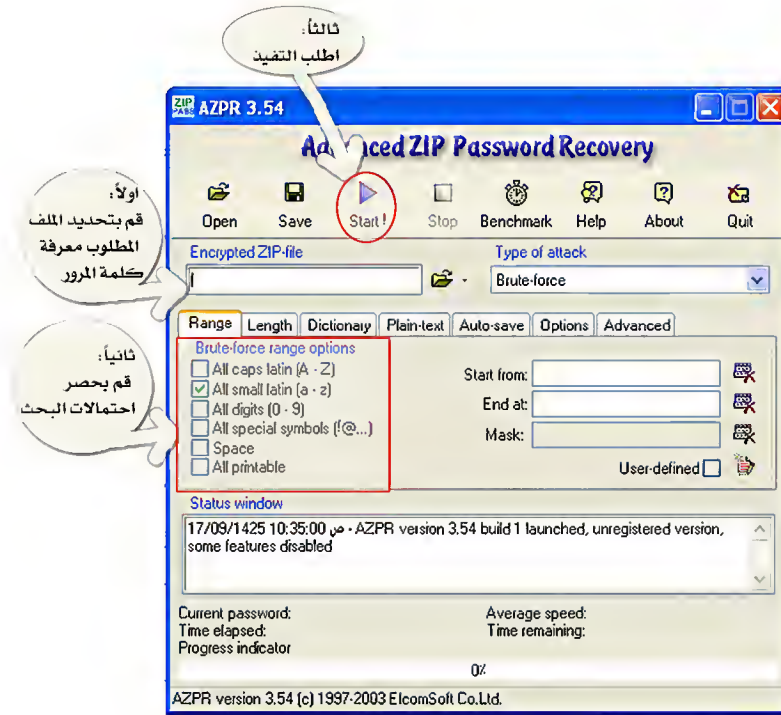 ثالثاً:
اطلب التفيذ
ZIP
PASS
AZPR 3.54
Advanced ZIP Password Recovery
اولاً:
قم بتحديد الملف
المطلوب معرفة
كلمة المرور
Open Save Start! Stop Benchmark Help About Quit
Encrypted ZIP-file Type of attack
Brute-force
ثانياً:
قم بحصر
احتمالات البحث
Range Length Dictionary Plain-text Auto-save Options Advanced
Brute-force range options
All caps latin (A - Z)
All small latin (a - z)
All digits (0 - 9)
All special symbols (!@...)
Space
All printable
Start from:
End at:
Mask:
User-defined
Status window
17/09/1425 10:35:00 ص - AZPR version 3.54 build 1 launched, unregistered version,
some features disabled
Current password: Average speed:
Time elapsed: Time remaining:
Progress indicator
0%
AZPR version 3.54 (c) 1997-2003 ElcomSoft Co.Ltd.